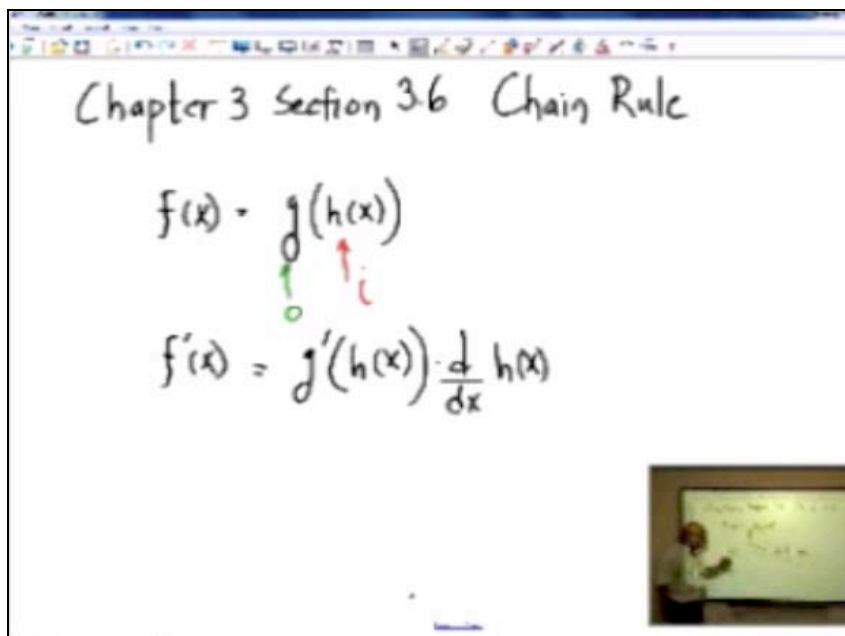 Chapter 3 Section 3.6 Chain Rule
f(x) = g(h(x))
o i
f'(x) = g'(h(x)) · d/dx h(x)